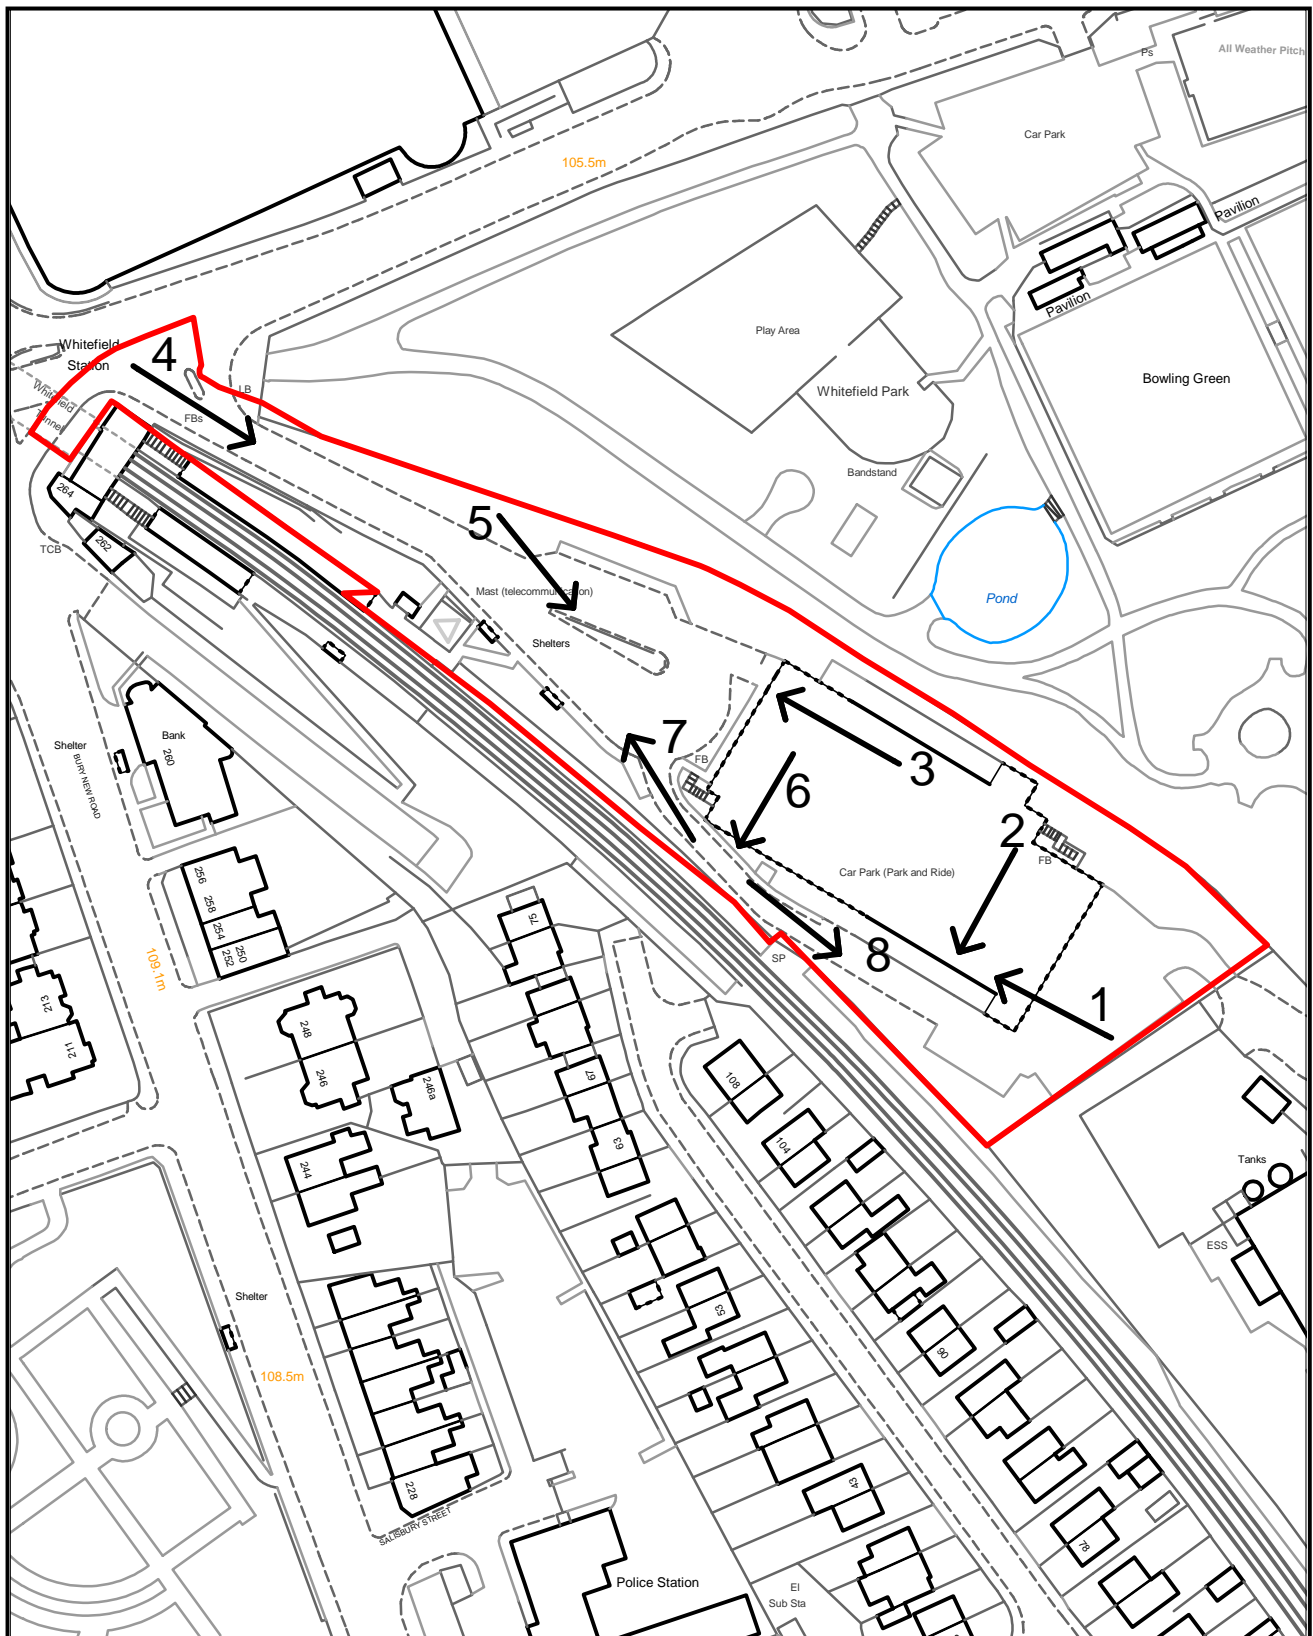 All Weather Pitch
Ps
Car Park
105.5m
Pavilion
Pavilion
Play Area
Whitefield Park
Bowling Green
Whitefield
Station
4
LB
FBs
Whitefield
Tunnel
264
262
TCB
Bandstand
Pond
5
Mast (telecommunication)
Shelters
Bank
260
Shelter
BURY NEW ROAD
7
FB
3
6
2
FB
Car Park (Park and Ride)
256
258
254
250
252
75
8
SP
1
109.1m
213
211
248
246
246a
67
63
108
104
244
Tanks
ESS
Shelter
53
90
108.5m
43
228
SALISBURY STREET
78
Police Station
El
Sub Sta